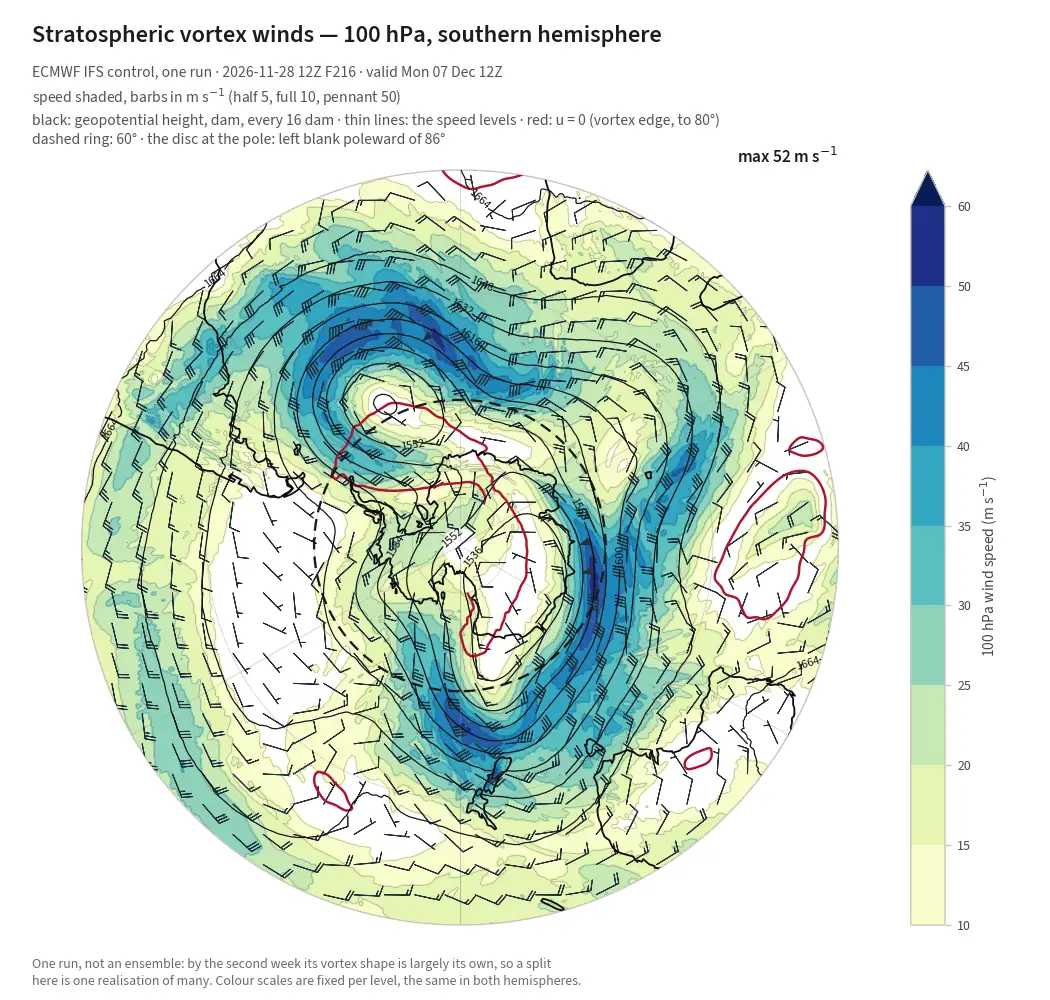 Stratospheric vortex winds — 100 hPa, southern hemisphere
ECMWF IFS control, one run · 2026-11-28 12Z F216 · valid Mon 07 Dec 12Z
speed shaded, barbs in m s⁻¹ (half 5, full 10, pennant 50)
black: geopotential height, dam, every 16 dam · thin lines: the speed levels · red: u = 0 (vortex edge, to 80°)
dashed ring: 60° · the disc at the pole: left blank poleward of 86°
max 52 m s⁻¹
1664
1664
1664
1552
1552
1536
1600
1664
60
50
45
40
35
30
25
20
15
10
100 hPa wind speed (m s⁻¹)
One run, not an ensemble: by the second week its vortex shape is largely its own, so a split
here is one realisation of many. Colour scales are fixed per level, the same in both hemispheres.